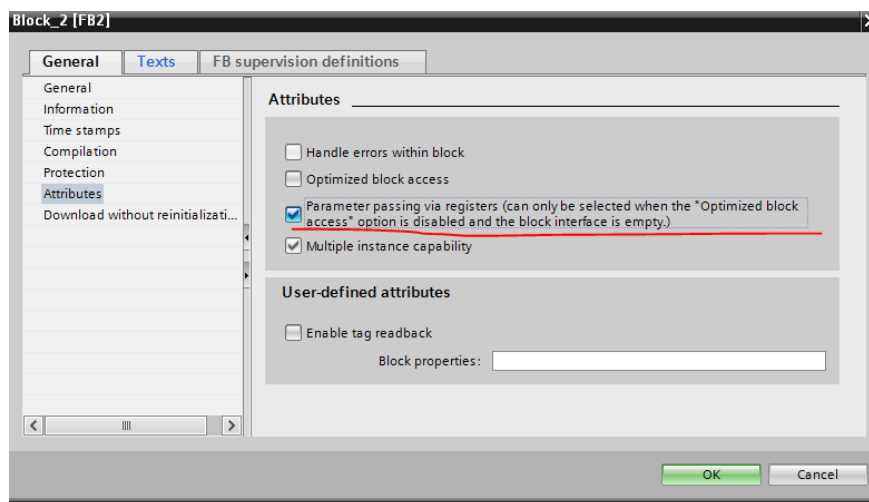 Block_2 [FB2]
General
Texts
FB supervision definitions
General
Information
Time stamps
Compilation
Protection
Attributes
Download without reinitializati...
Attributes
Handle errors within block
Optimized block access
Parameter passing via registers (can only be selected when the "Optimized block
access" option is disabled and the block interface is empty.)
Multiple instance capability
User-defined attributes
Enable tag readback
Block properties:
OK
Cancel